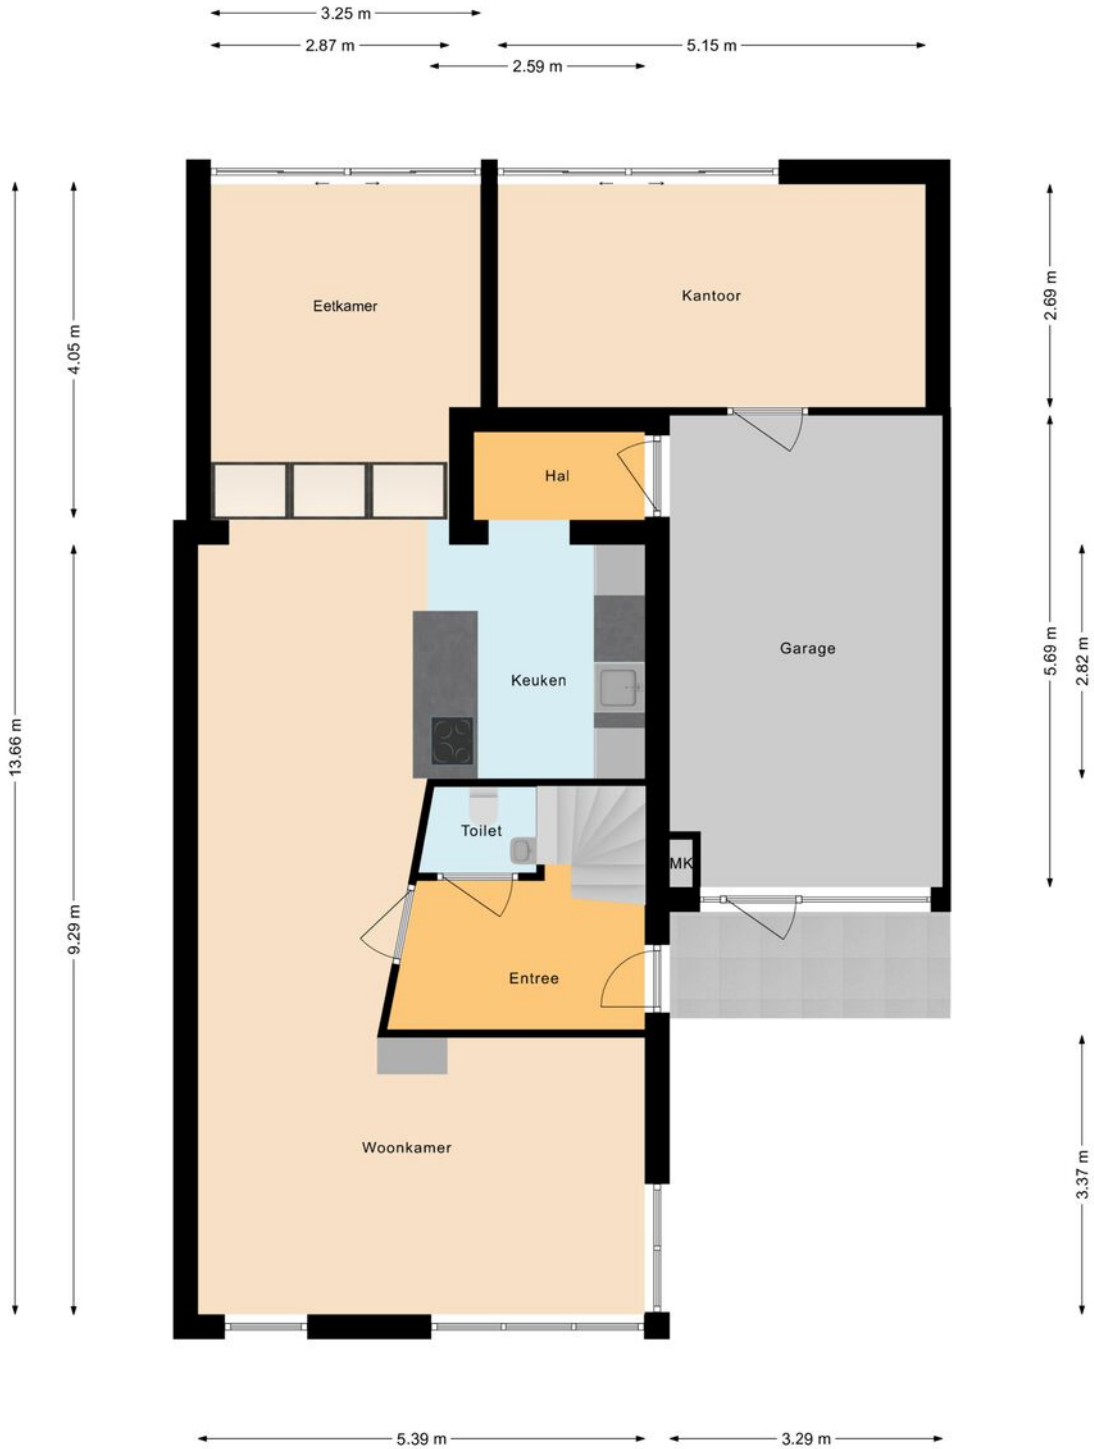 3.25 m
2.87 m
5.15 m
2.59 m
Eetkamer
Kantoor
2.69 m
4.05 m
Hal
Garage
5.69 m
2.82 m
Keuken
13.66 m
Toilet
MK
9.29 m
Entree
Woonkamer
3.37 m
5.39 m
3.29 m